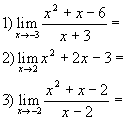 1) lim x→-3 (x² + x - 6)/(x + 3) =
2) lim x→2 x² + 2x - 3 =
3) lim x→-2 (x² + x - 2)/(x - 2) =